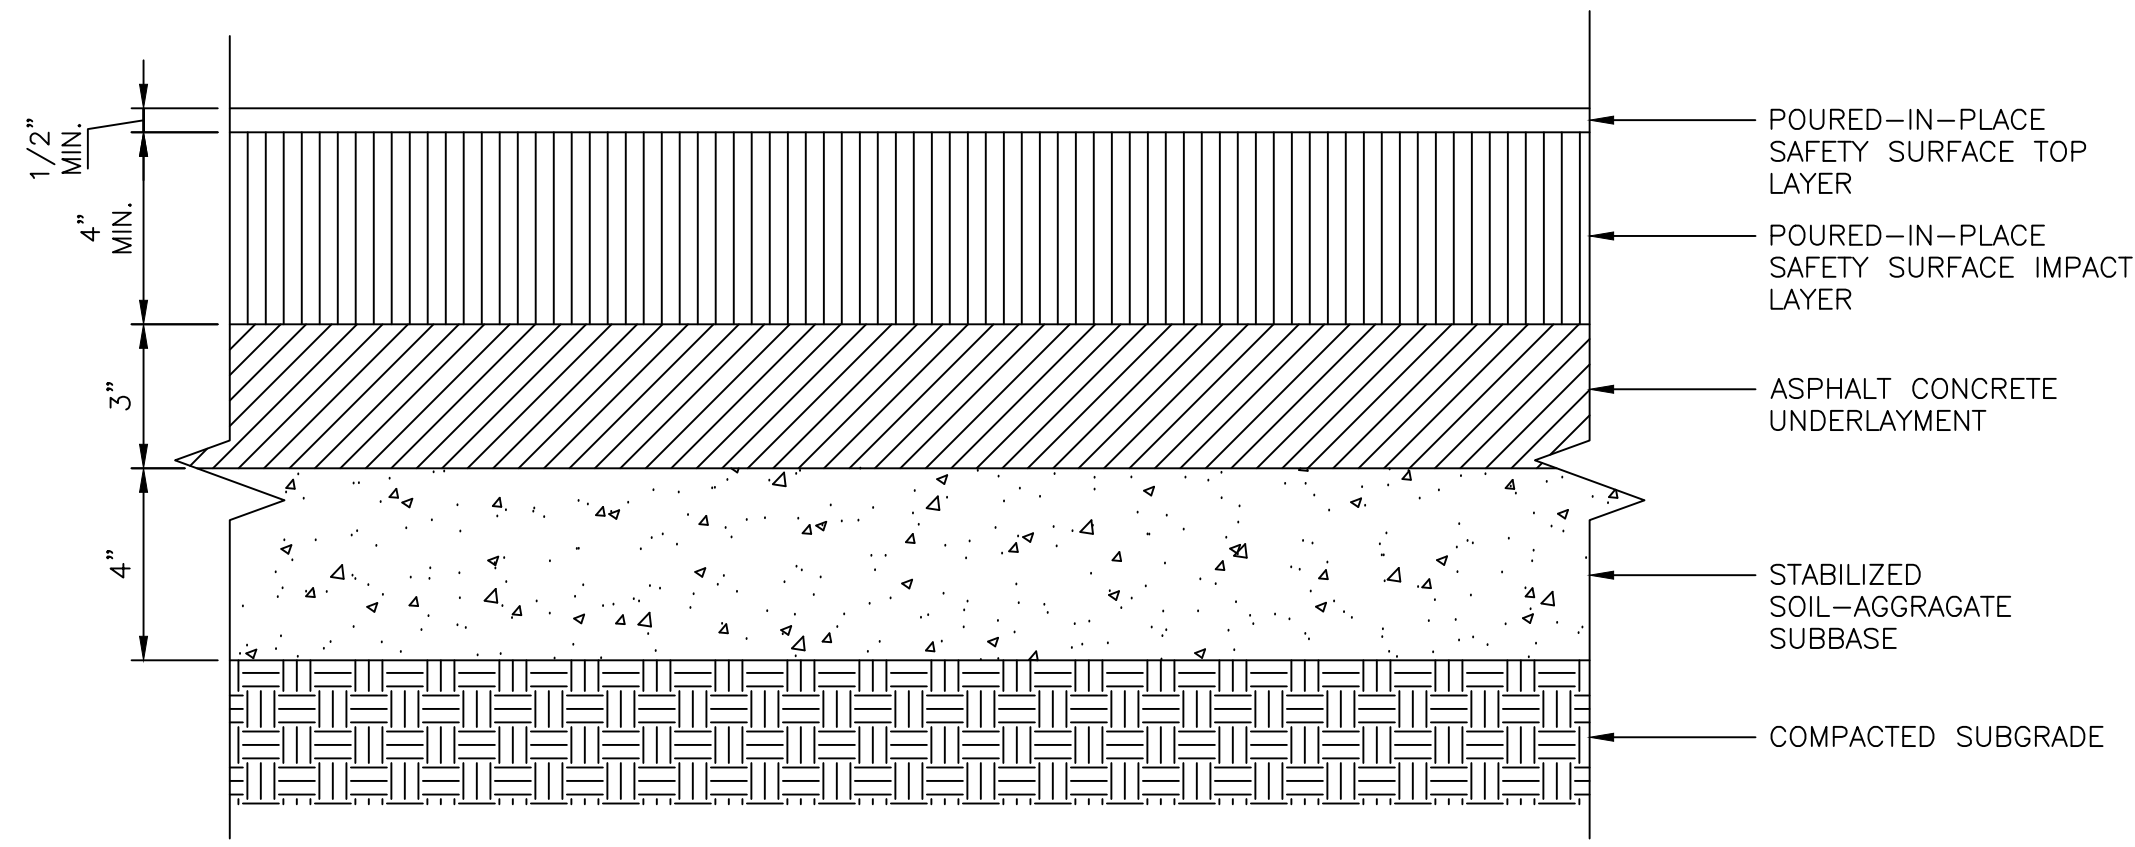 1/2”
MIN.
4”
MIN.
3”
4”
POURED-IN-PLACE
SAFETY SURFACE TOP
LAYER
POURED-IN-PLACE
SAFETY SURFACE IMPACT
LAYER
ASPHALT CONCRETE
UNDERLAYMENT
STABILIZED
SOIL-AGGRAGATE
SUBBASE
COMPACTED SUBGRADE